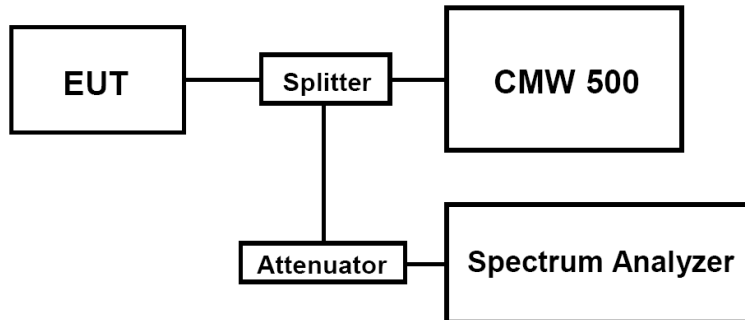 EUT
Splitter
CMW 500
Attenuator
Spectrum Analyzer